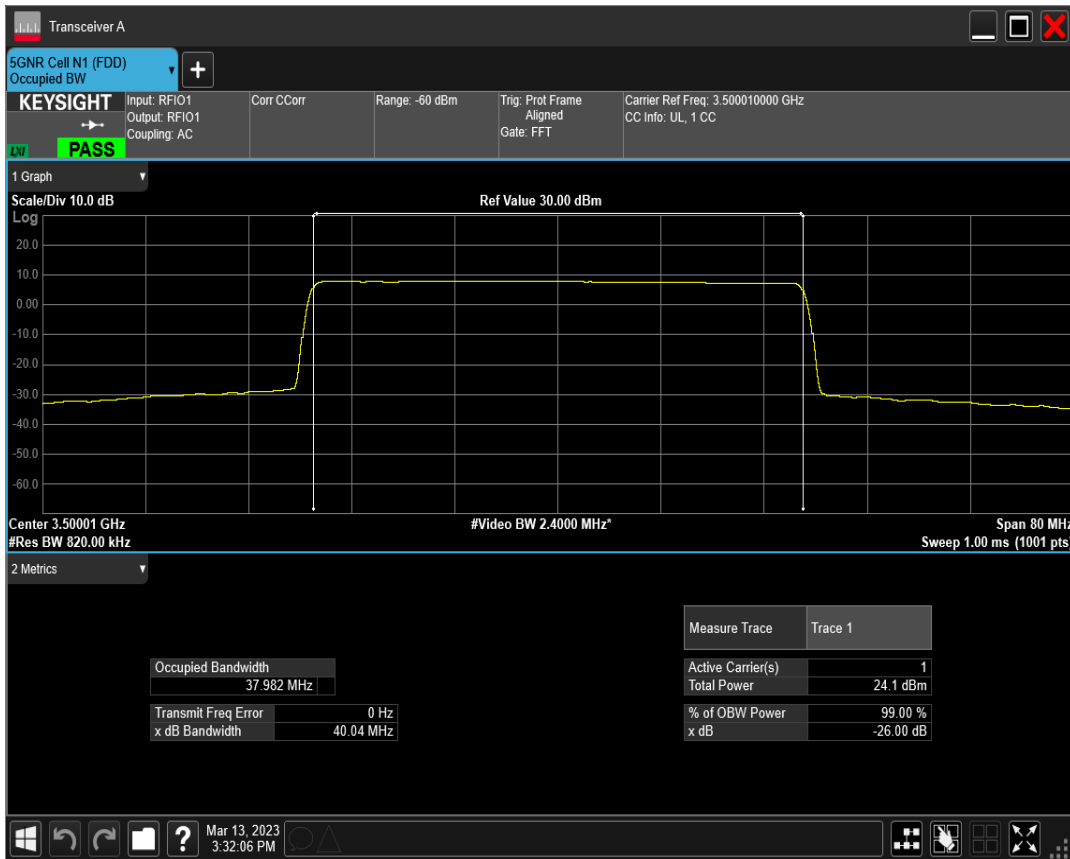 Transceiver A
5GNR Cell N1 (FDD)
Occupied BW
+
KEYSIGHT
LXI
PASS
Input: RFIO1
Output: RFIO1
Coupling: AC
Corr CCorr
Range: -60 dBm
Trig: Prot Frame
Aligned
Gate: FFT
Carrier Ref Freq: 3.500010000 GHz
CC Info: UL, 1 CC
1 Graph
Scale/Div 10.0 dB
Ref Value 30.00 dBm
Log
20.0
10.0
0.00
-10.0
-20.0
-30.0
-40.0
-50.0
-60.0
Center 3.50001 GHz
#Video BW 2.4000 MHz*
Span 80 MHz
#Res BW 820.00 kHz
Sweep 1.00 ms (1001 pts)
2 Metrics
Measure Trace Trace 1
Occupied Bandwidth
37.982 MHz
Active Carrier(s) 1
Total Power 24.1 dBm
Transmit Freq Error 0 Hz
x dB Bandwidth 40.04 MHz
% of OBW Power 99.00 %
x dB -26.00 dB
?
Mar 13, 2023
3:32:06 PM